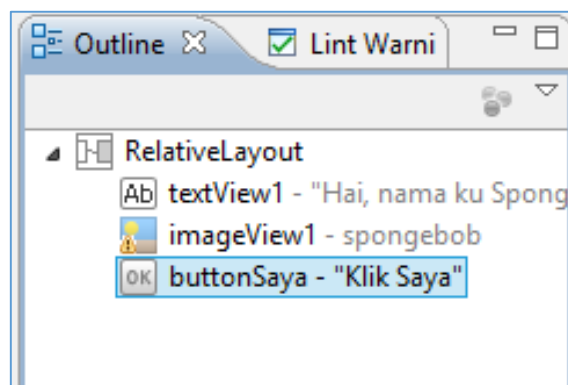 Outline Lint Warni
RelativeLayout
Ab textView1 - "Hai, nama ku Spong
imageView1 - spongebob
OK buttonSaya - "Klik Saya"